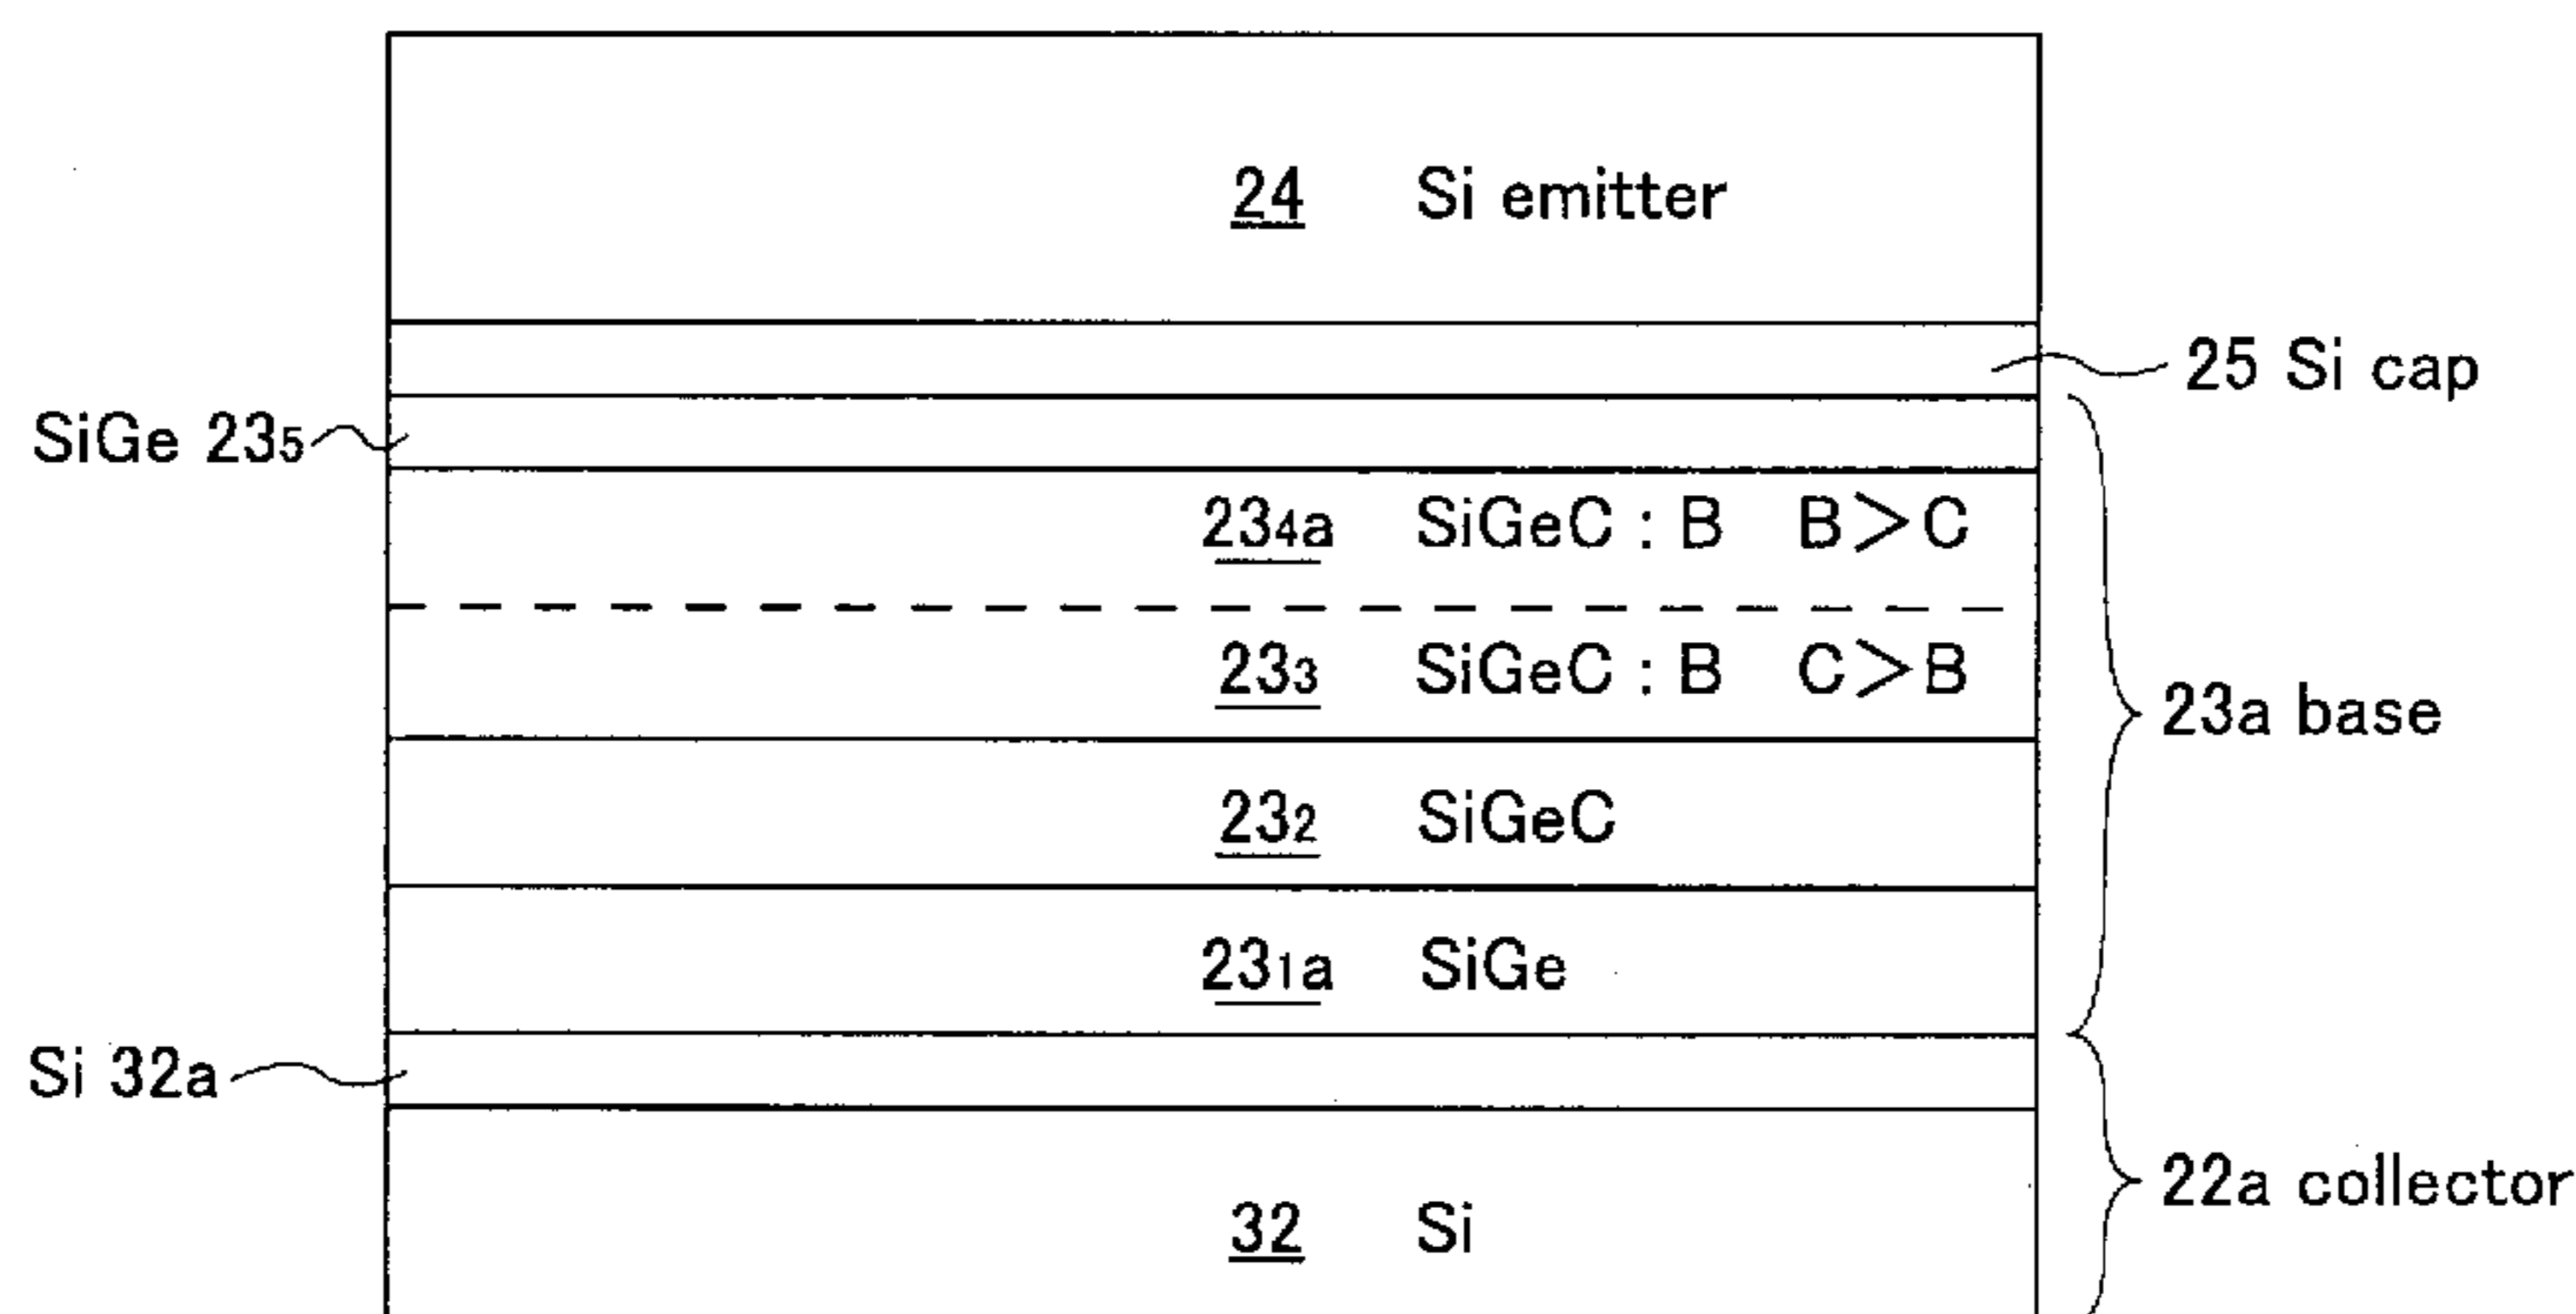 24 Si emitter
25 Si cap
SiGe 23₅
23₄a SiGeC : B B＞C
23₃ SiGeC : B C＞B
23a base
23₂ SiGeC
23₁a SiGe
Si 32a
22a collector
32 Si